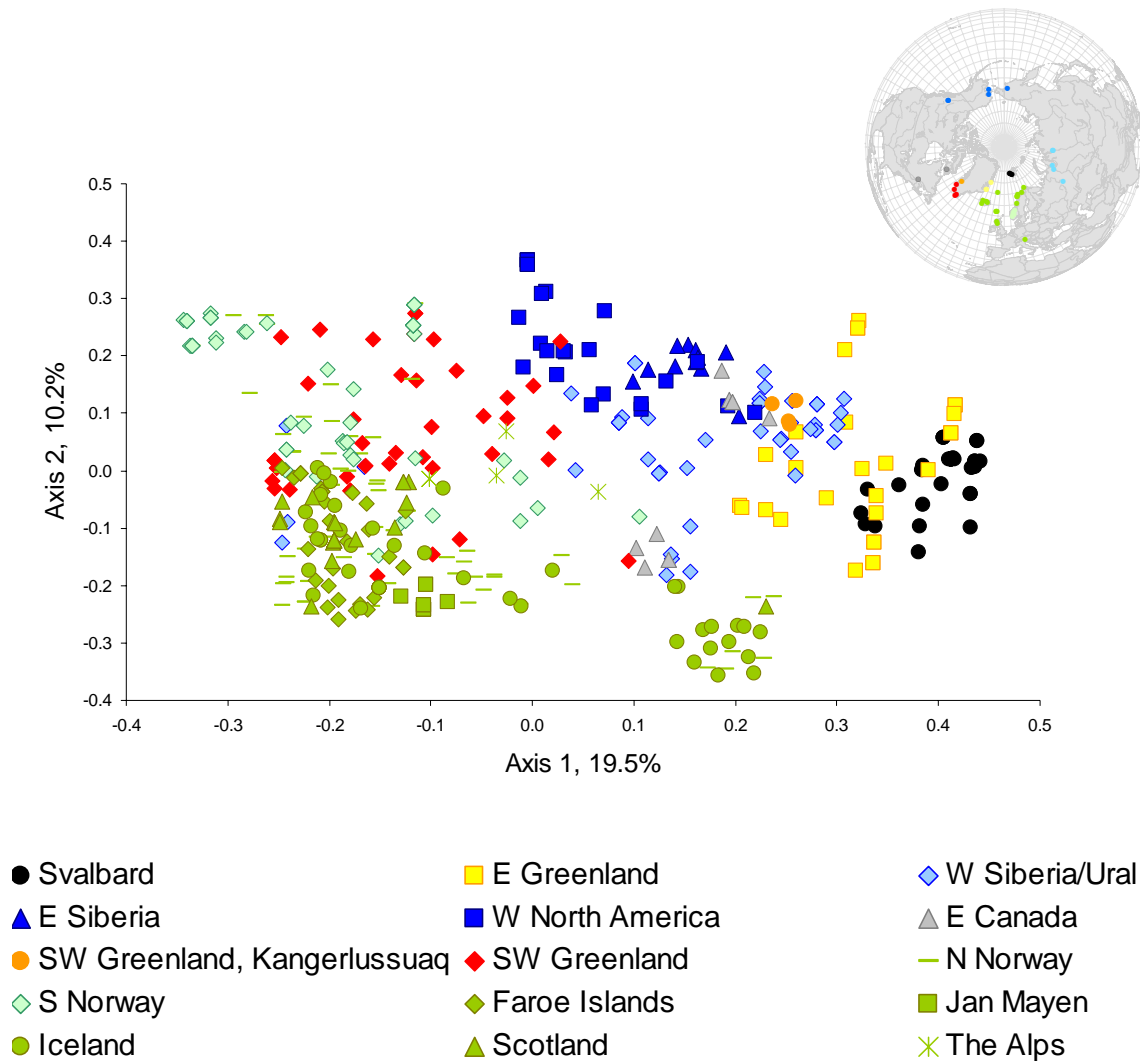 0.5
0.4
0.3
0.2
0.1
0.0
-0.1
-0.2
-0.3
-0.4
Axis 2, 10.2%
-0.4 -0.3 -0.2 -0.1 0.0 0.1 0.2 0.3 0.4 0.5
Axis 1, 19.5%
Svalbard E Greenland W Siberia/Ural
E Siberia W North America E Canada
SW Greenland, Kangerlussuaq SW Greenland N Norway
S Norway Faroe Islands Jan Mayen
Iceland Scotland The Alps